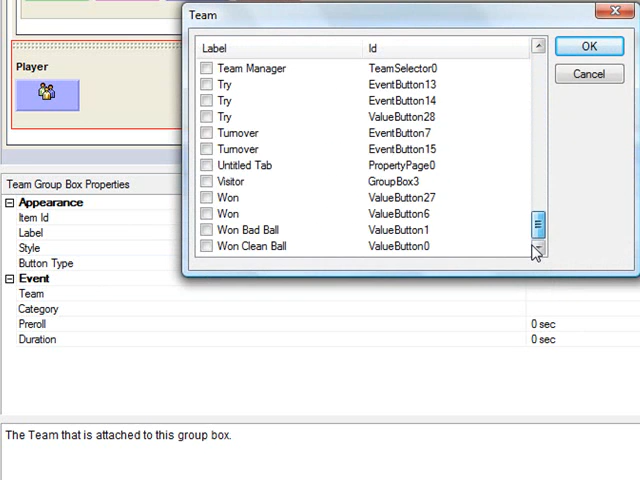 Team
Label Id
Team Manager TeamSelector0
Try EventButton13
Try EventButton14
Try ValueButton28
Turnover EventButton7
Turnover EventButton15
Untitled Tab PropertyPage0
Visitor GroupBox3
Won ValueButton27
Won ValueButton6
Won Bad Ball ValueButton1
Won Clean Ball ValueButton0
OK
Cancel
Player
Team Group Box Properties
Appearance
Item Id
Label
Style
Button Type
Event
Team
Category
Preroll 0 sec
Duration 0 sec
The Team that is attached to this group box.